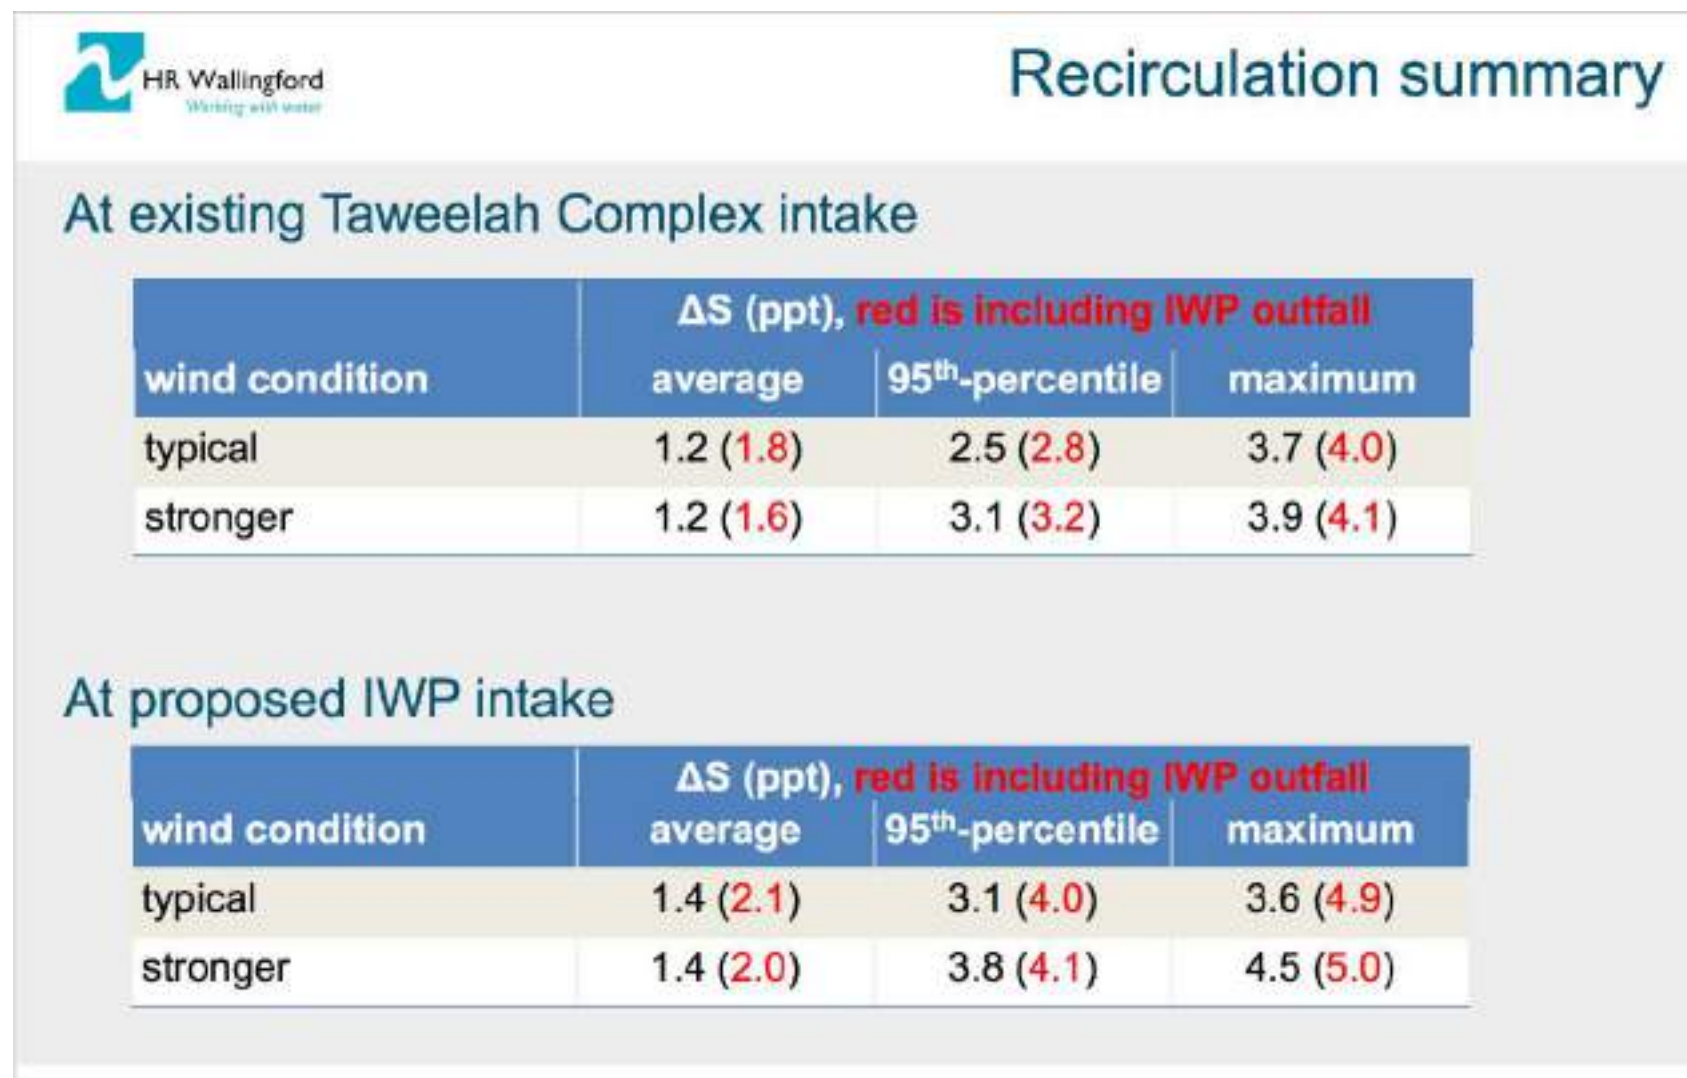 HR Wallingford
Working with water
Recirculation summary
At existing Taweelah Complex intake
ΔS (ppt), red is including IWP outfall
wind condition average 95th-percentile maximum
typical 1.2 (1.8) 2.5 (2.8) 3.7 (4.0)
stronger 1.2 (1.6) 3.1 (3.2) 3.9 (4.1)
At proposed IWP intake
ΔS (ppt), red is including IWP outfall
wind condition average 95th-percentile maximum
typical 1.4 (2.1) 3.1 (4.0) 3.6 (4.9)
stronger 1.4 (2.0) 3.8 (4.1) 4.5 (5.0)